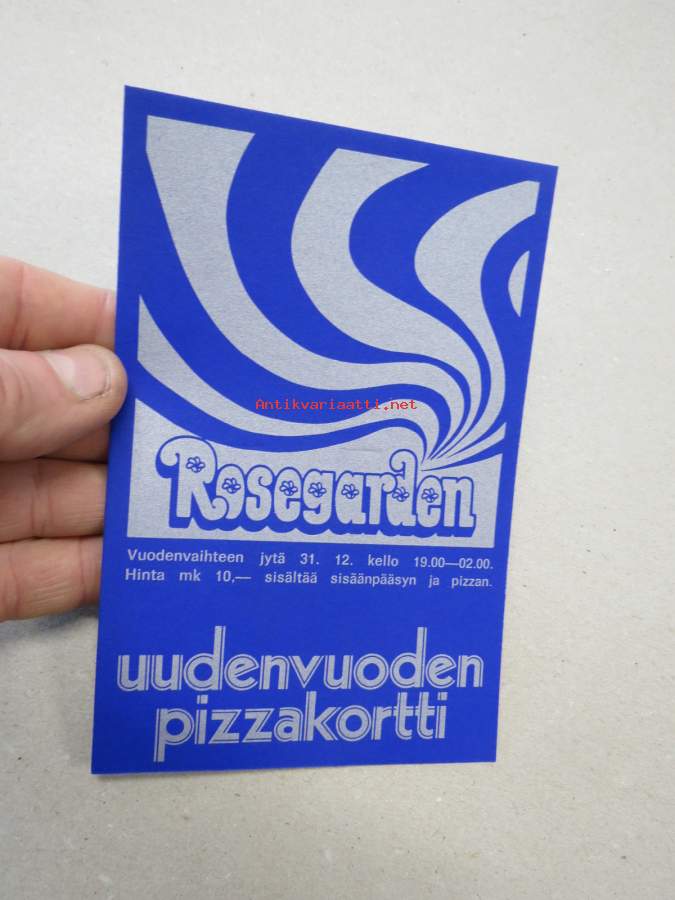 Antikvariaatti.net
Rosegarden
Vuodenvaihteen jytä 31. 12. kello 19.00—02.00.
Hinta mk 10,— sisältää sisäänpääsyn ja pizzan.
uudenvuoden
pizzakortti